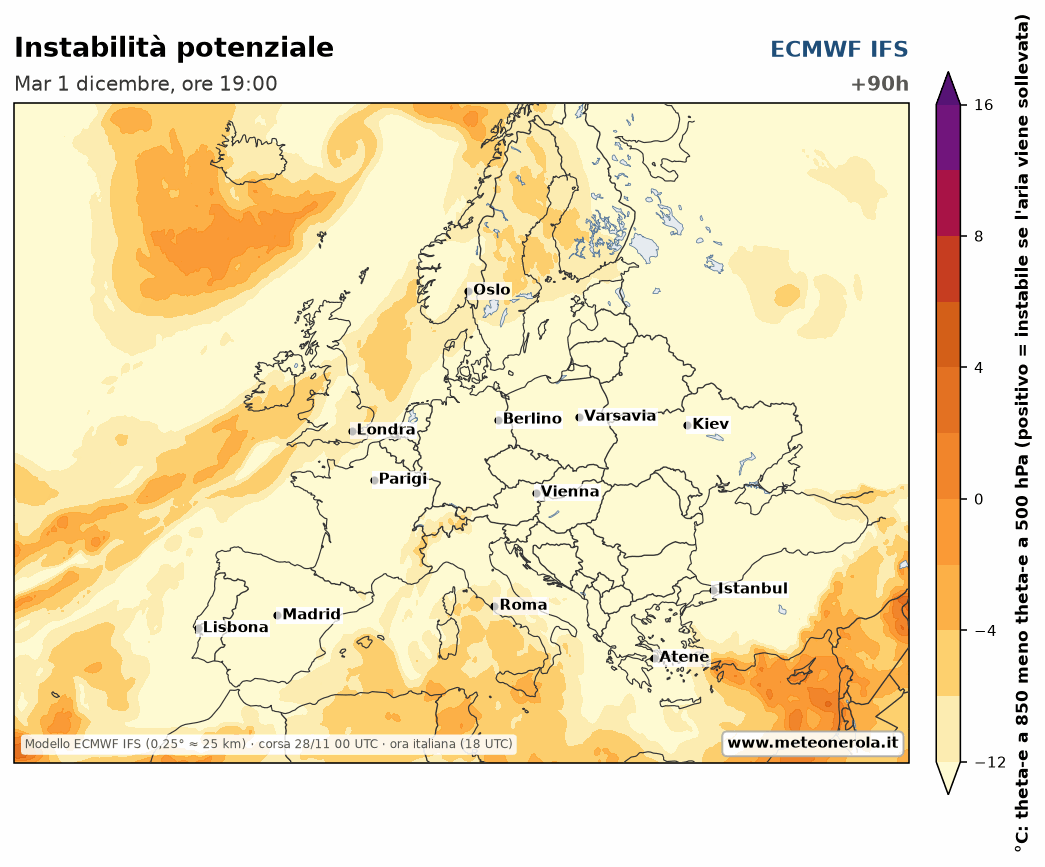 Instabilità potenziale
ECMWF IFS
Mar 1 dicembre, ore 19:00
+90h
Oslo
Berlino
Varsavia
Kiev
Londra
Parigi
Vienna
Istanbul
Roma
Madrid
Lisbona
Atene
Modello ECMWF IFS (0,25° ≈ 25 km) · corsa 28/11 00 UTC · ora italiana (18 UTC)
www.meteonerola.it
16
8
4
0
−4
−12
°C: theta-e a 850 meno theta-e a 500 hPa (positivo = instabile se l'aria viene sollevata)